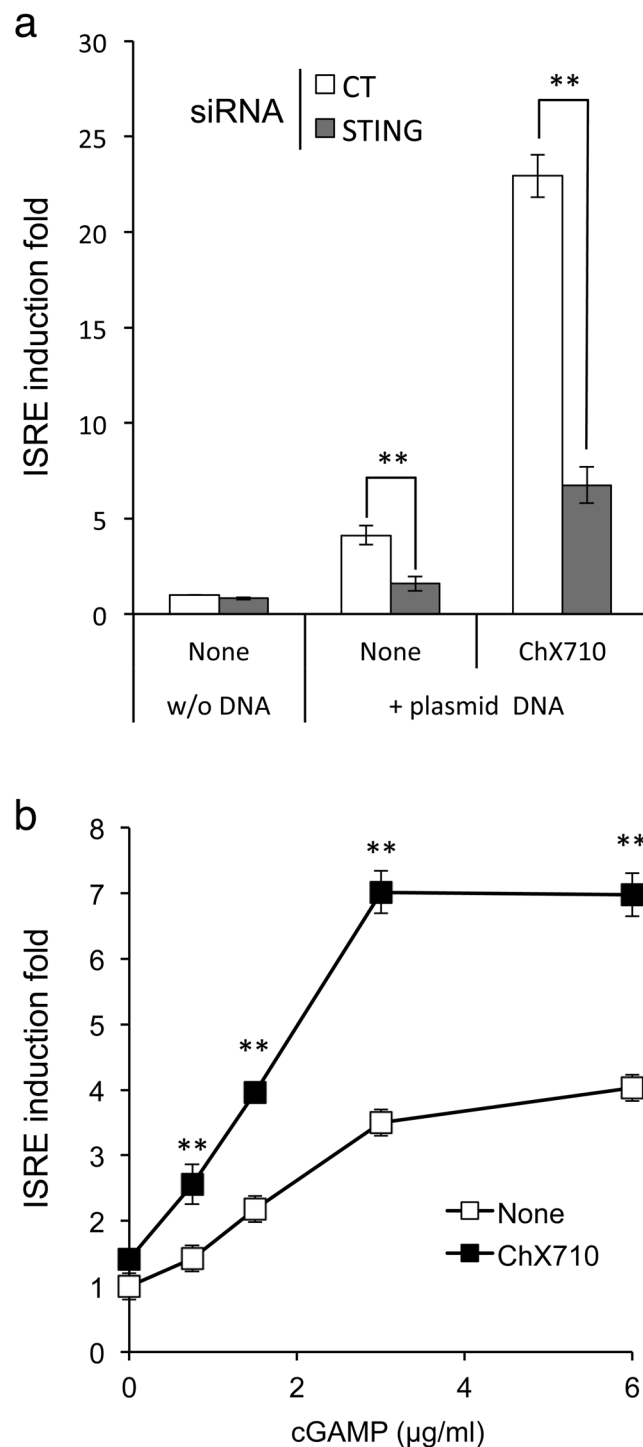 a
ISRE induction fold
30
25
20
15
10
5
0
siRNA
CT
STING
**
**
None
None
ChX710
w/o DNA
+ plasmid DNA
b
ISRE induction fold
8
7
6
5
4
3
2
1
0
**
**
**
**
None
ChX710
0
2
4
6
cGAMP (μg/ml)